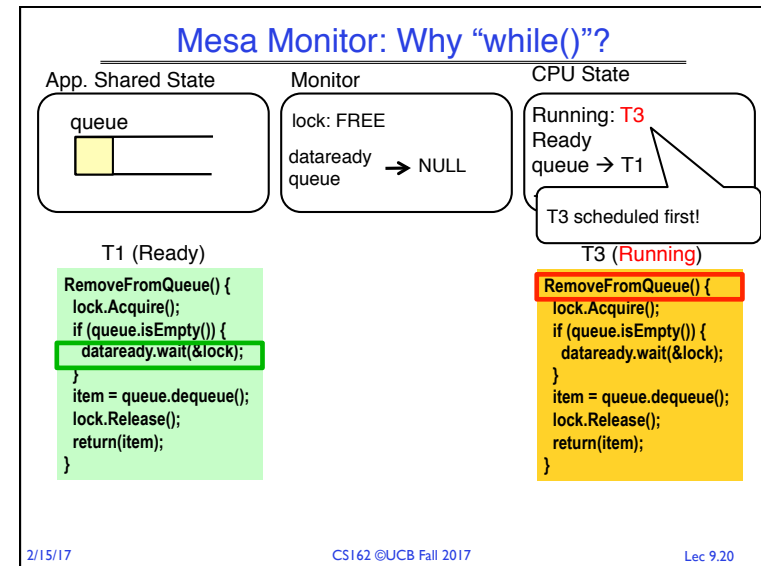 Mesa Monitor: Why “while()”?
App. Shared State
Monitor
CPU State
queue
lock: FREE
dataready
queue
→ NULL
Running: T3
Ready
queue → T1
T3 scheduled first!
T1 (Ready)
RemoveFromQueue() {
lock.Acquire();
if (queue.isEmpty()) {
dataready.wait(&lock);
}
item = queue.dequeue();
lock.Release();
return(item);
}
T3 (Running)
RemoveFromQueue() {
lock.Acquire();
if (queue.isEmpty()) {
dataready.wait(&lock);
}
item = queue.dequeue();
lock.Release();
return(item);
}
2/15/17
CS162 ©UCB Fall 2017
Lec 9.20